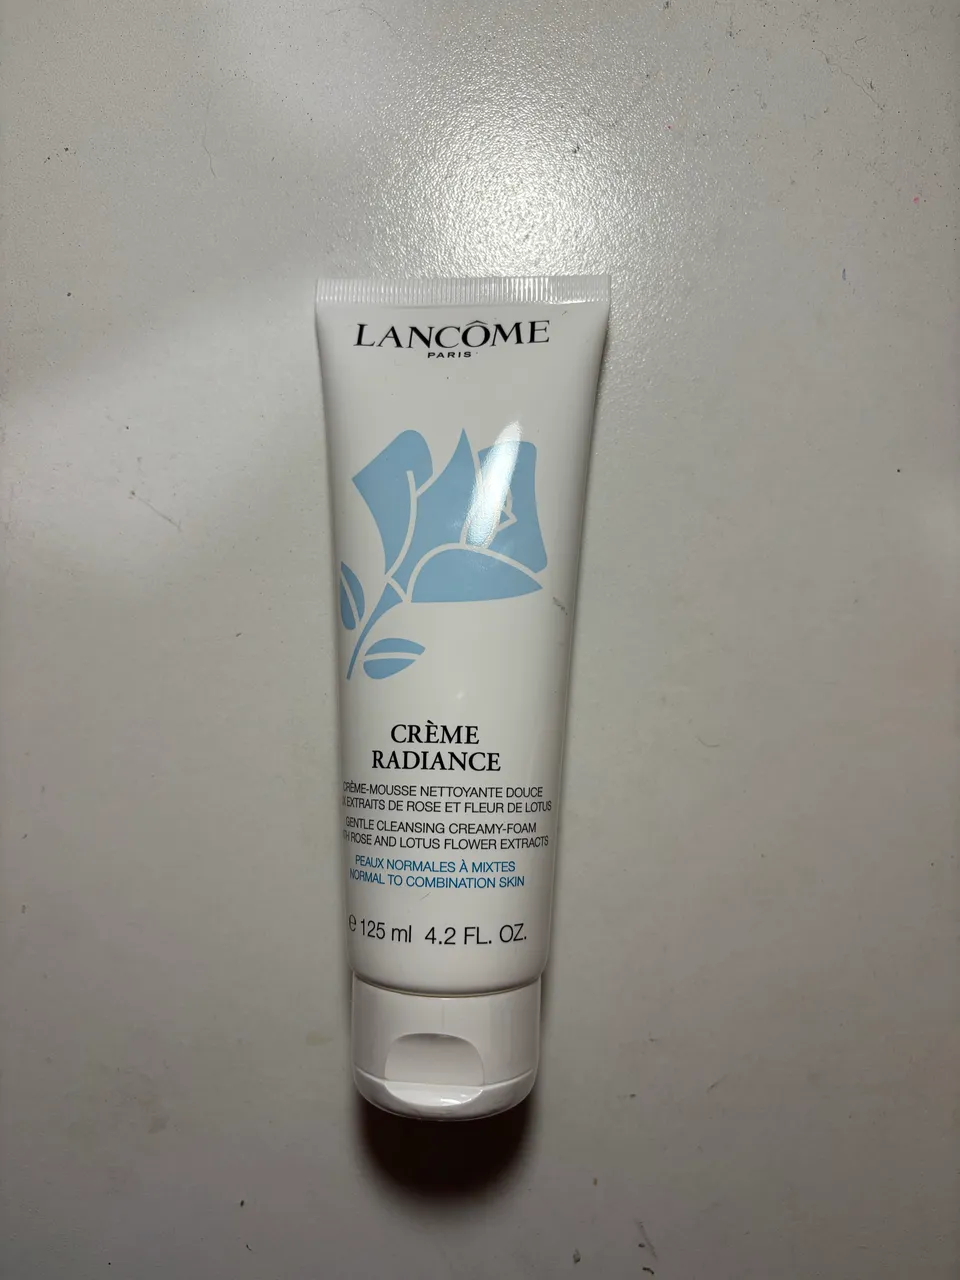 LANCÔME
PARIS
CRÈME
RADIANCE
CRÈME-MOUSSE NETTOYANTE DOUCE
EXTRAITS DE ROSE ET FLEUR DE LOTUS
GENTLE CLEANSING CREAMY-FOAM
ROSE AND LOTUS FLOWER EXTRACTS
PEAUX NORMALES À MIXTES
NORMAL TO COMBINATION SKIN
℮ 125 ml 4.2 FL. OZ.